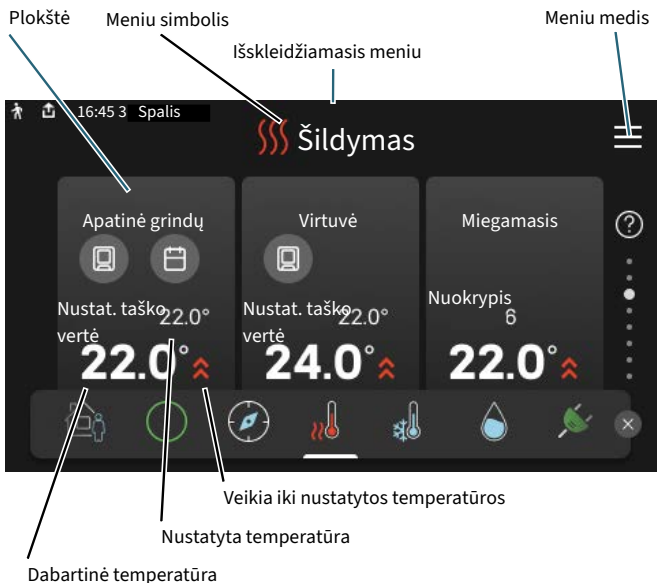 Plokštė
Meniu simbolis
Meniu medis
Išskleidžiamasis meniu
16:45 3 Spalis
Šildymas
Apatinė grindų
Virtuvė
Miegamasis
?
Nustat. taško
vertė
22.0°
Nustat. taško
vertė
22.0°
Nuokrypis
6
22.0°
24.0°
22.0°
Veikia iki nustatytos temperatūros
Nustatyta temperatūra
Dabartinė temperatūra